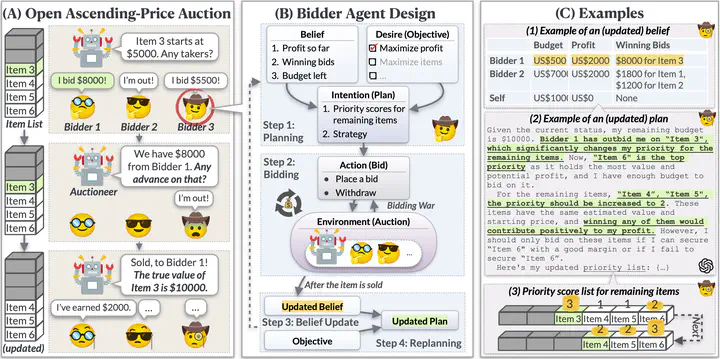 (A) Open Ascending-Price Auction
Item 3 starts at
$5000. Any takers?
I bid $8000!
I'm out!
I bid $5500!
Item 3
Item 4
Item 5
Item 6
Item List
Bidder 1
Bidder 2
Bidder 3
We have $8000
from Bidder 1. Any
advance on that?
Auctioneer
I'm out!
Item 3
Item 4
Item 5
Item 6
Sold, to Bidder 1!
The true value of
Item 3 is $10000.
I've earned $2000.
...
...
Item 4
Item 5
Item 6
(updated)
(B) Bidder Agent Design
Belief
1. Profit so far
2. Winning bids
3. Budget left
Desire (Objective)
Maximize profit
Maximize items
...
Intention (Plan)
1. Priority scores for
remaining items
2. Strategy
Step 1:
Planning
Step 2:
Bidding
Action (Bid)
• Place a bid
• Withdraw
Bidding War
Environment (Auction)
...
After the item is sold
Updated Belief
Step 3: Belief Update
Updated Plan
Objective
Step 4: Replanning
(C) Examples
(1) Example of an (updated) belief
Budget Profit Winning Bids
Bidder 1 US$500 US$2000 $8000 for Item 3
Bidder 2 US$700 US$2000 $1800 for Item 1,
$1200 for Item 2
Self US$100 US$0 None
(2) Example of an (updated) plan
Given the current status, my remaining budget
is $10000. Bidder 1 has outbid me on "Item 3",
which significantly changes my priority for the
remaining items. Now, "Item 6" is the top
priority as it holds the most value and
potential profit, and I have enough budget to
bid on it.
For the remaining items, "Item 4", "Item 5",
the priority should be increased to 2. These
items have the same estimated value and
starting price, and winning any of them would
contribute positively to my profit. However, I
should only bid on these items if I can secure
"Item 6" with a good margin or if I fail to
secure "Item 6".
Here's my updated priority list: (…)
(3) Priority score list for remaining items
3 1 1 2
Item 3 Item 4 Item 5 Item 6
Next
2 2 3
Item 4 Item 5 Item 6